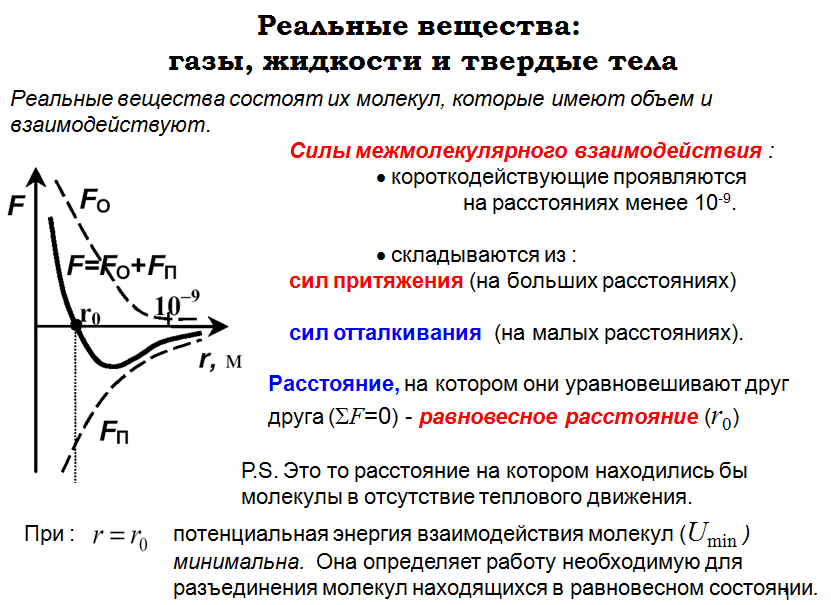 Реальные вещества:
газы, жидкости и твердые тела
Реальные вещества состоят их молекул, которые имеют объем и
взаимодействуют.
Силы межмолекулярного взаимодействия :
• короткодействующие проявляются
на расстояниях менее 10⁻⁹.
• складываются из :
сил притяжения (на больших расстояниях)
сил отталкивания (на малых расстояниях).
Расстояние, на котором они уравновешивают друг
друга (ΣF=0) - равновесное расстояние (r₀)
P.S. Это то расстояние на котором находились бы
молекулы в отсутствие теплового движения.
F
Fо
F=Fо+Fп
r₀
10⁻⁹
r, м
Fп
При : r = r₀ потенциальная энергия взаимодействия молекул (Umin )
минимальна. Она определяет работу необходимую для
разъединения молекул находящихся в равновесном состоянии.